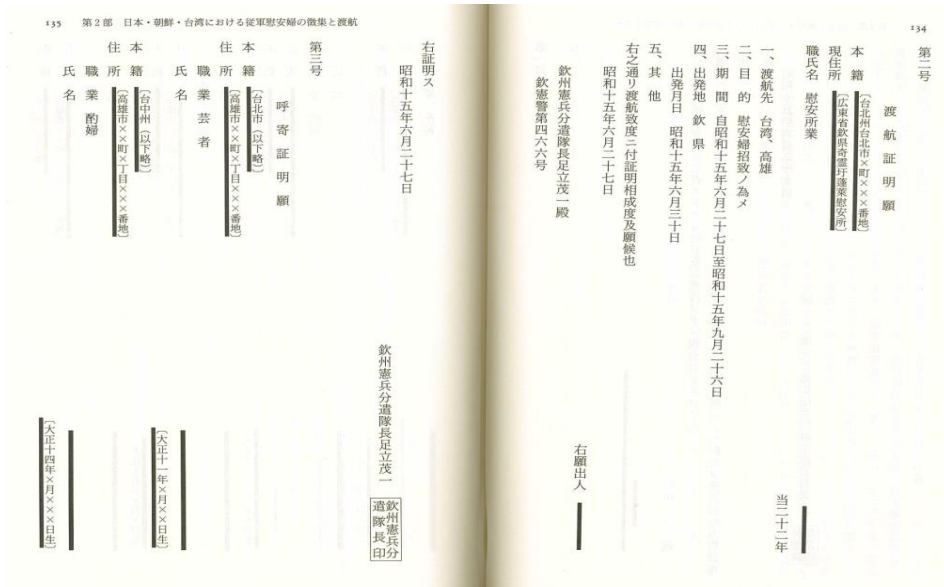 134
第二号
渡航証明願
本籍〔台北州台北市×町×××番地〕
現住所〔広東省欽県奇霊圩蓬萊慰安所〕
職氏名 慰安所業
当二十二年
一、渡航先 台湾、高雄
二、目的 慰安婦招致ノ為メ
三、期間 自昭和十五年六月二十七日至昭和十五年九月二十六日
四、出発地 欽県
出発月日 昭和十五年六月三十日
五、其他
右之通リ渡航致度ニ付証明相成度及願候也
昭和十五年六月二十七日
右願出人
欽州憲兵分遣隊長足立茂一殿
欽憲警第四六六号
135 第2部 日本・朝鮮・台湾における従軍慰安婦の徴集と渡航
右証明ス
昭和十五年六月二十七日
欽州憲兵分遣隊長足立茂一
欽州憲兵分
遣隊長印
第三号
呼寄証明願
本籍〔台北市(以下略)〕
住所〔高雄市××町×丁目×××番地〕
職業 芸者
氏名
〔大正十一年×月××日生〕
本籍〔台中州(以下略)〕
住所〔高雄市××町×丁目×××番地〕
職業 酌婦
氏名
〔大正十四年×月×××日生〕